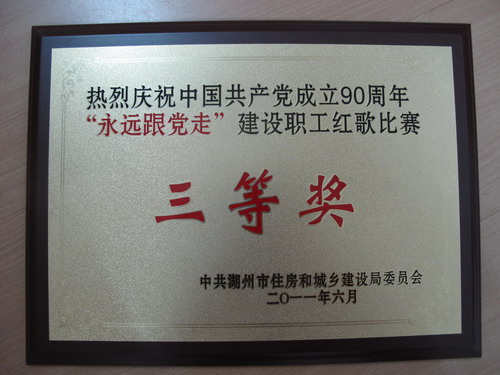 热烈庆祝中国共产党成立90周年
“永远跟党走”建设职工红歌比赛
三等奖
中共湖州市住房和城乡建设局委员会
二〇一一年六月